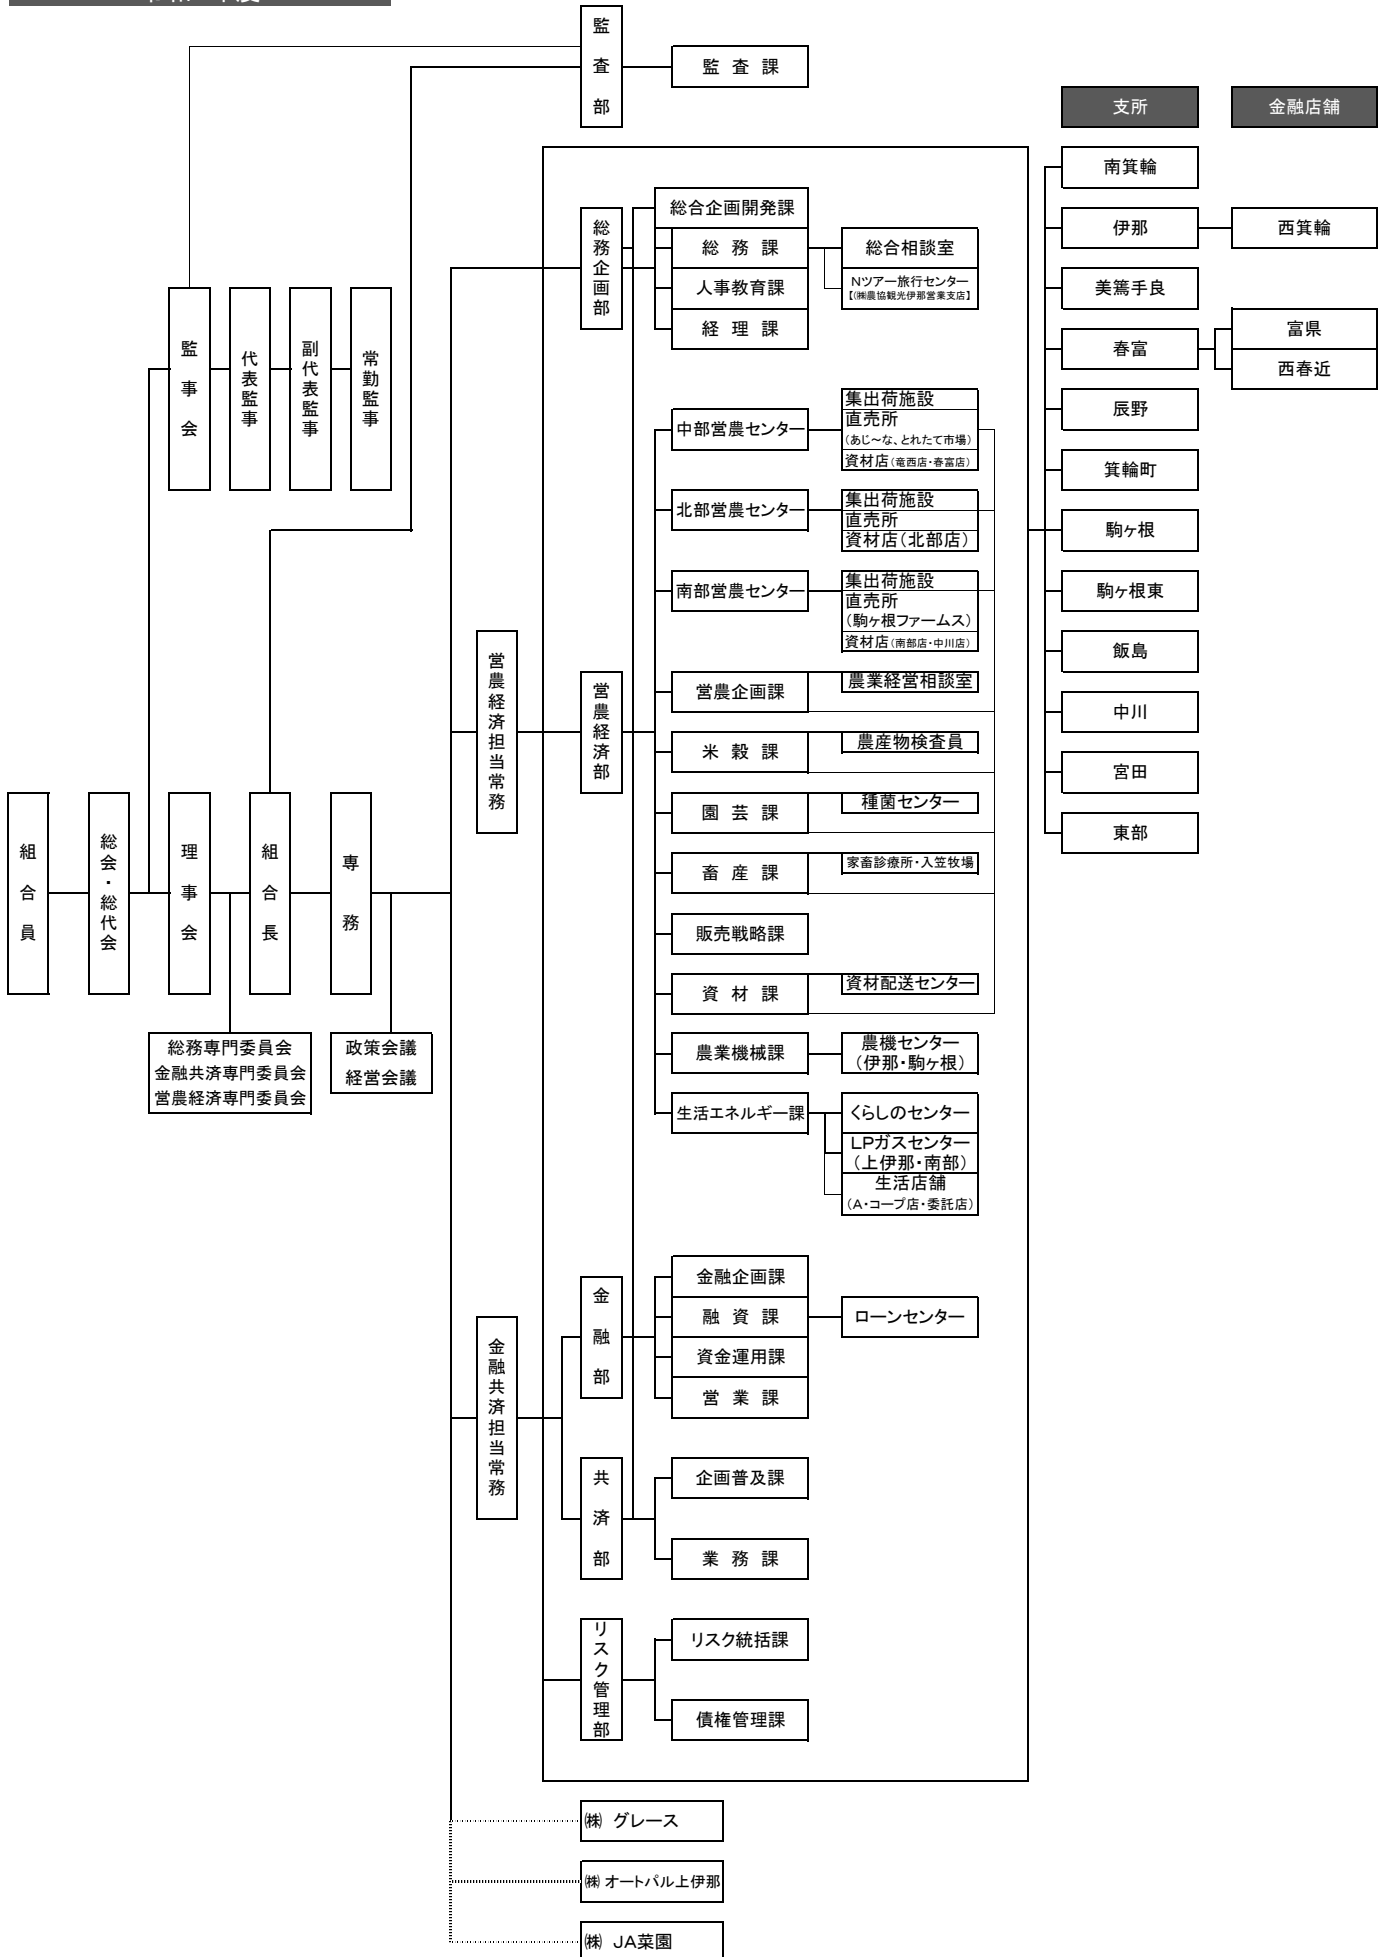 監査部
監査課
支所
金融店舗
南箕輪
伊那
西箕輪
美篶手良
春富
富県
西春近
辰野
箕輪町
駒ヶ根
駒ヶ根東
飯島
中川
宮田
東部
総務企画部
総合企画開発課
総務課
人事教育課
経理課
総合相談室
Nツアー旅行センター
【㈱農協観光伊那営業支店】
監事会
代表監事
副代表監事
常勤監事
中部営農センター
集出荷施設
直売所
(あじ～な、とれたて市場)
資材店(竜西店・春富店)
北部営農センター
集出荷施設
直売所
資材店(北部店)
南部営農センター
集出荷施設
直売所
(駒ヶ根ファームス)
資材店(南部店・中川店)
営農経済担当常務
営農経済部
営農企画課
農業経営相談室
米穀課
農産物検査員
園芸課
種菌センター
畜産課
家畜診療所・入笠牧場
販売戦略課
資材課
資材配送センター
農業機械課
農機センター
(伊那・駒ヶ根)
生活エネルギー課
くらしのセンター
LPガスセンター
(上伊那・南部)
生活店舗
(A・コープ店・委託店)
組合員
総会・総代会
理事会
組合長
専務
総務専門委員会
金融共済専門委員会
営農経済専門委員会
政策会議
経営会議
金融共済担当常務
金融部
金融企画課
融資課
資金運用課
営業課
ローンセンター
共済部
企画普及課
業務課
リスク管理部
リスク統括課
債権管理課
㈱ グレース
㈱ オートパル上伊那
㈱ JA菜園